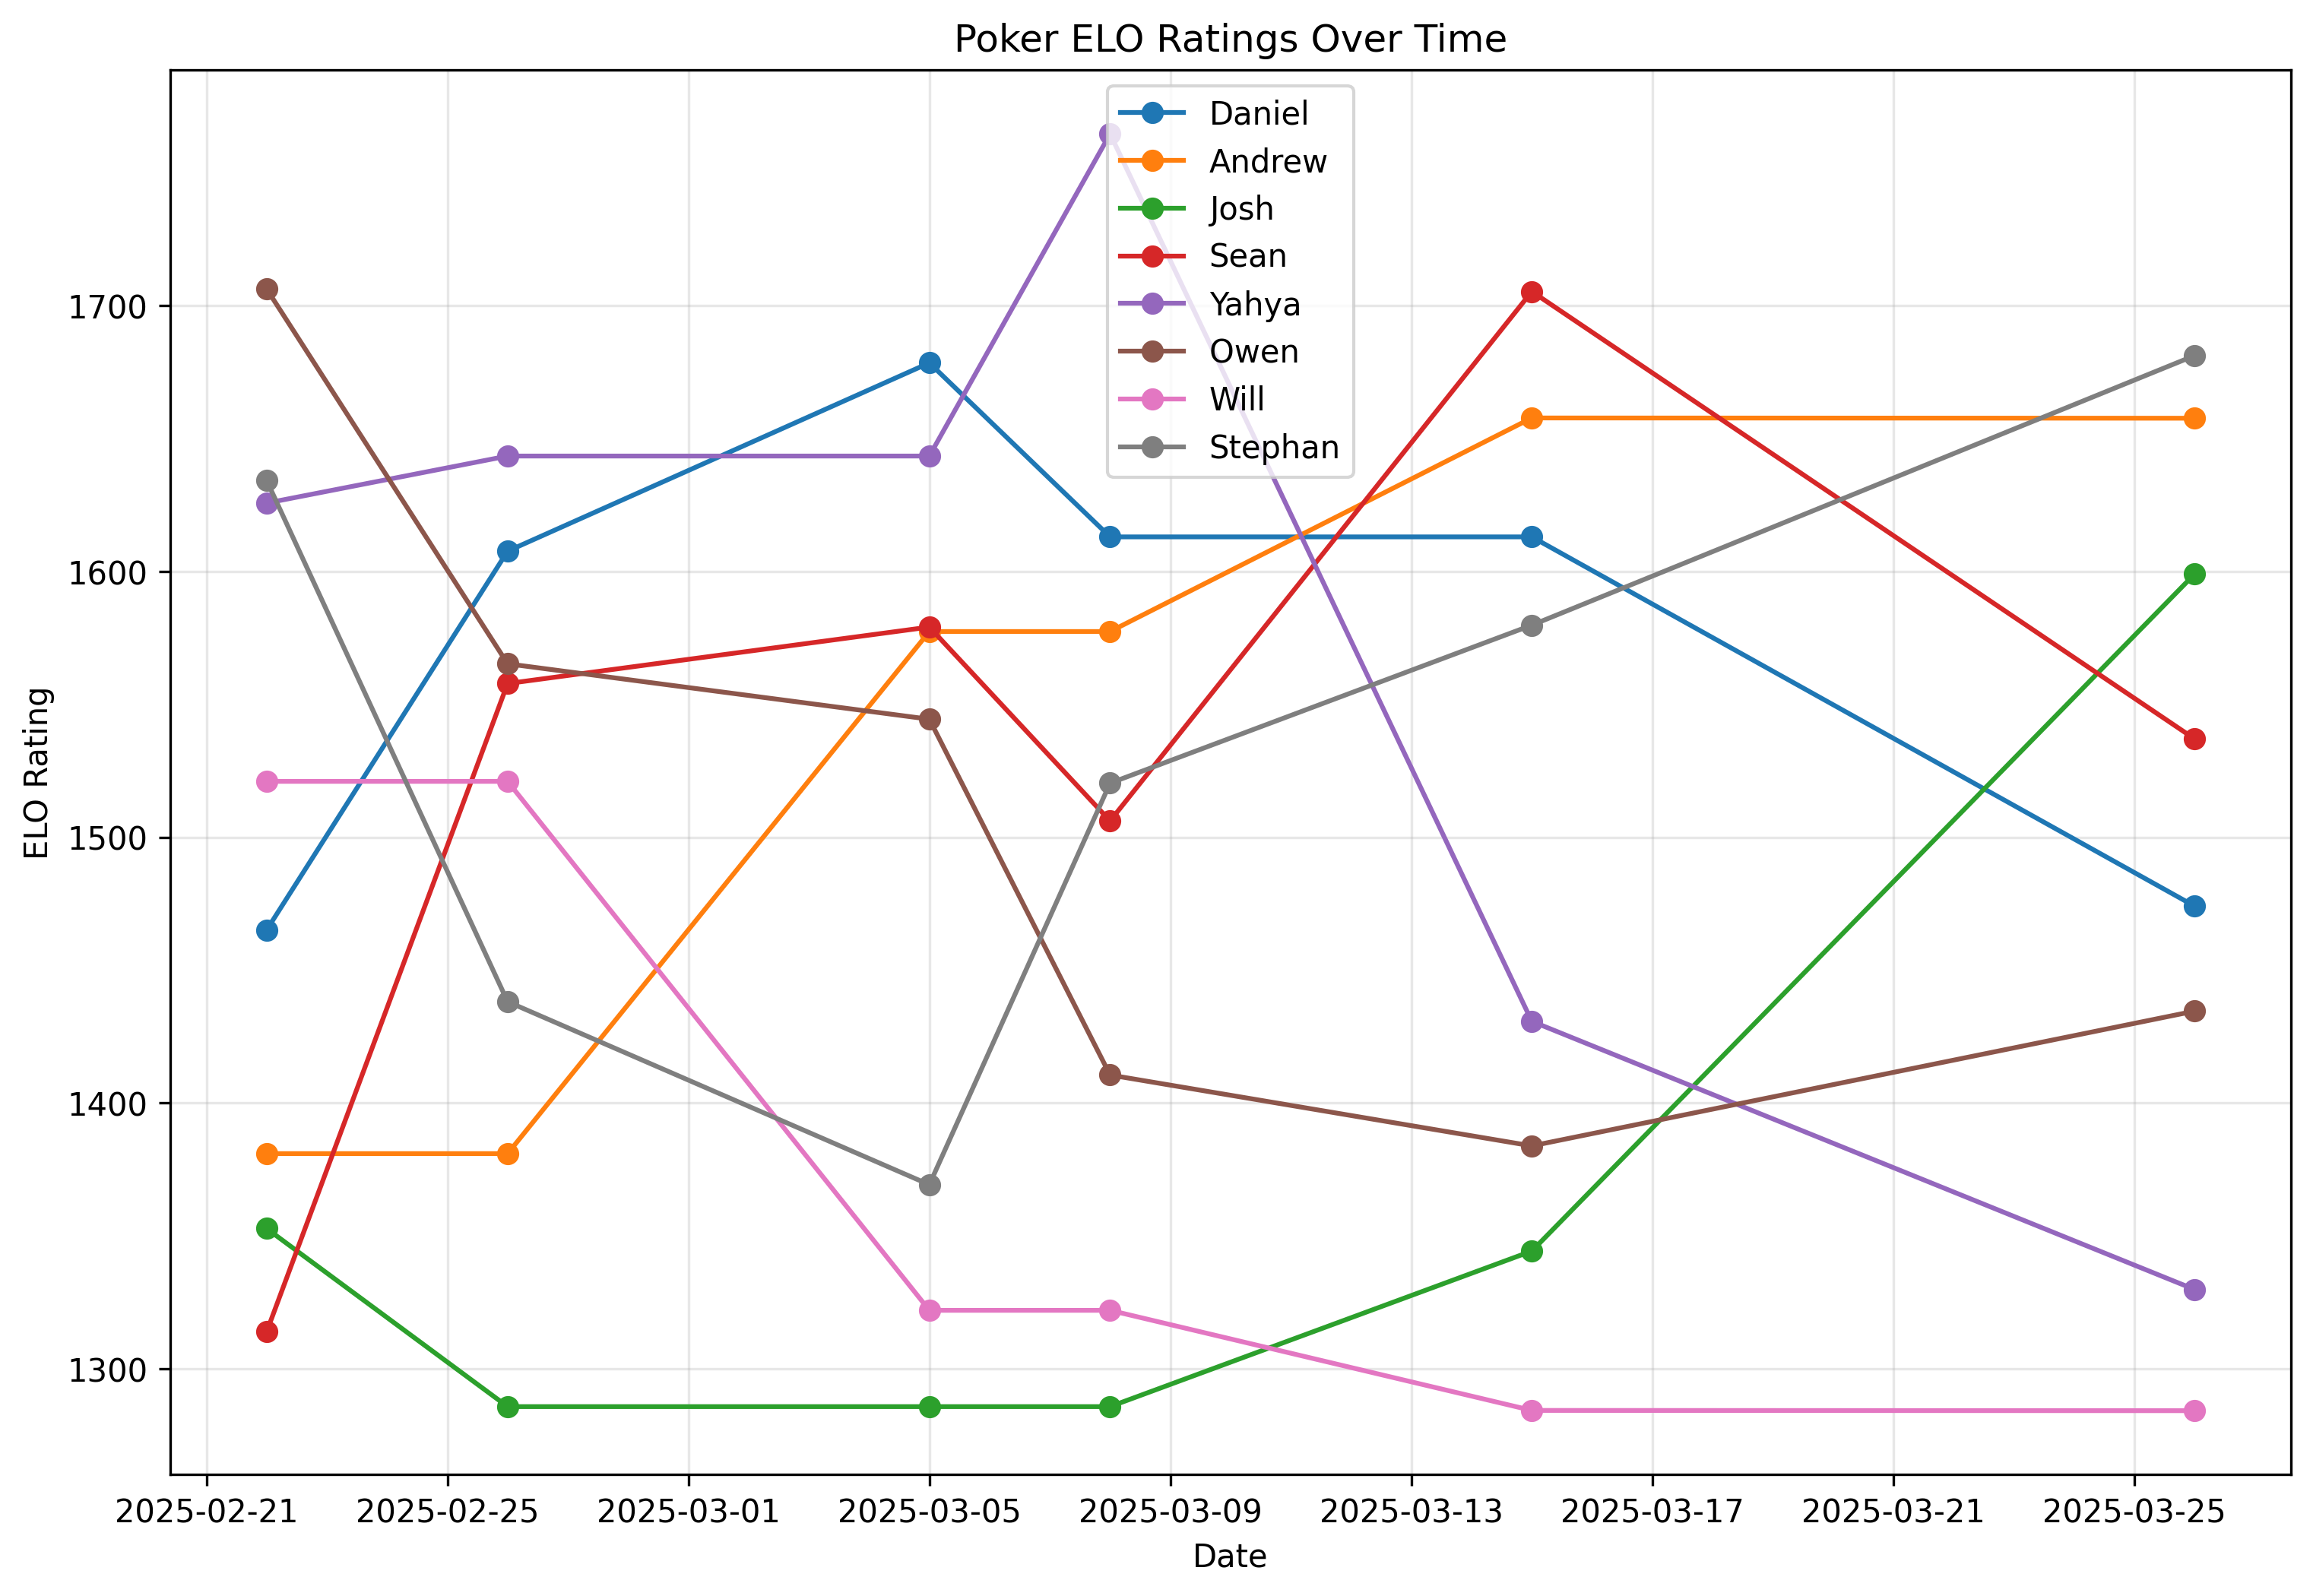 Poker ELO Ratings Over Time
Daniel
Andrew
Josh
Sean
Yahya
Owen
Will
Stephan
ELO Rating
1700
1600
1500
1400
1300
2025-02-21 2025-02-25 2025-03-01 2025-03-05 2025-03-09 2025-03-13 2025-03-17 2025-03-21 2025-03-25
Date